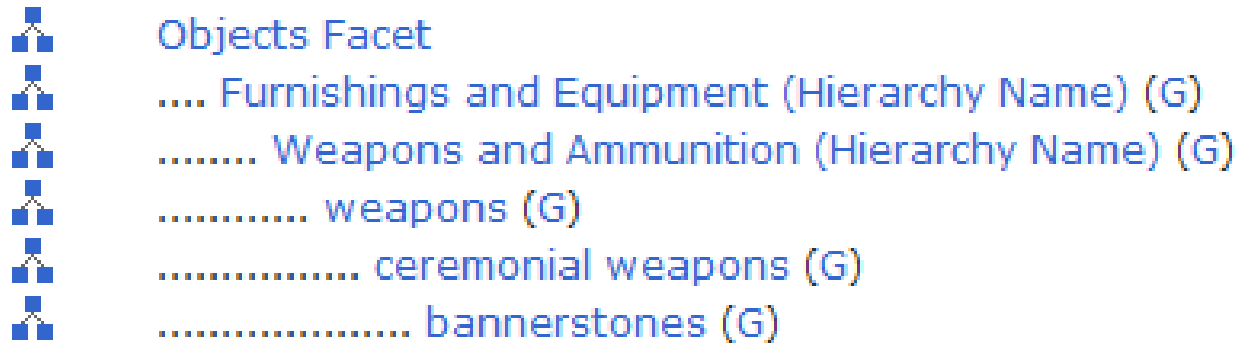 Objects Facet
.... Furnishings and Equipment (Hierarchy Name) (G)
........ Weapons and Ammunition (Hierarchy Name) (G)
............ weapons (G)
................ ceremonial weapons (G)
.................... bannerstones (G)